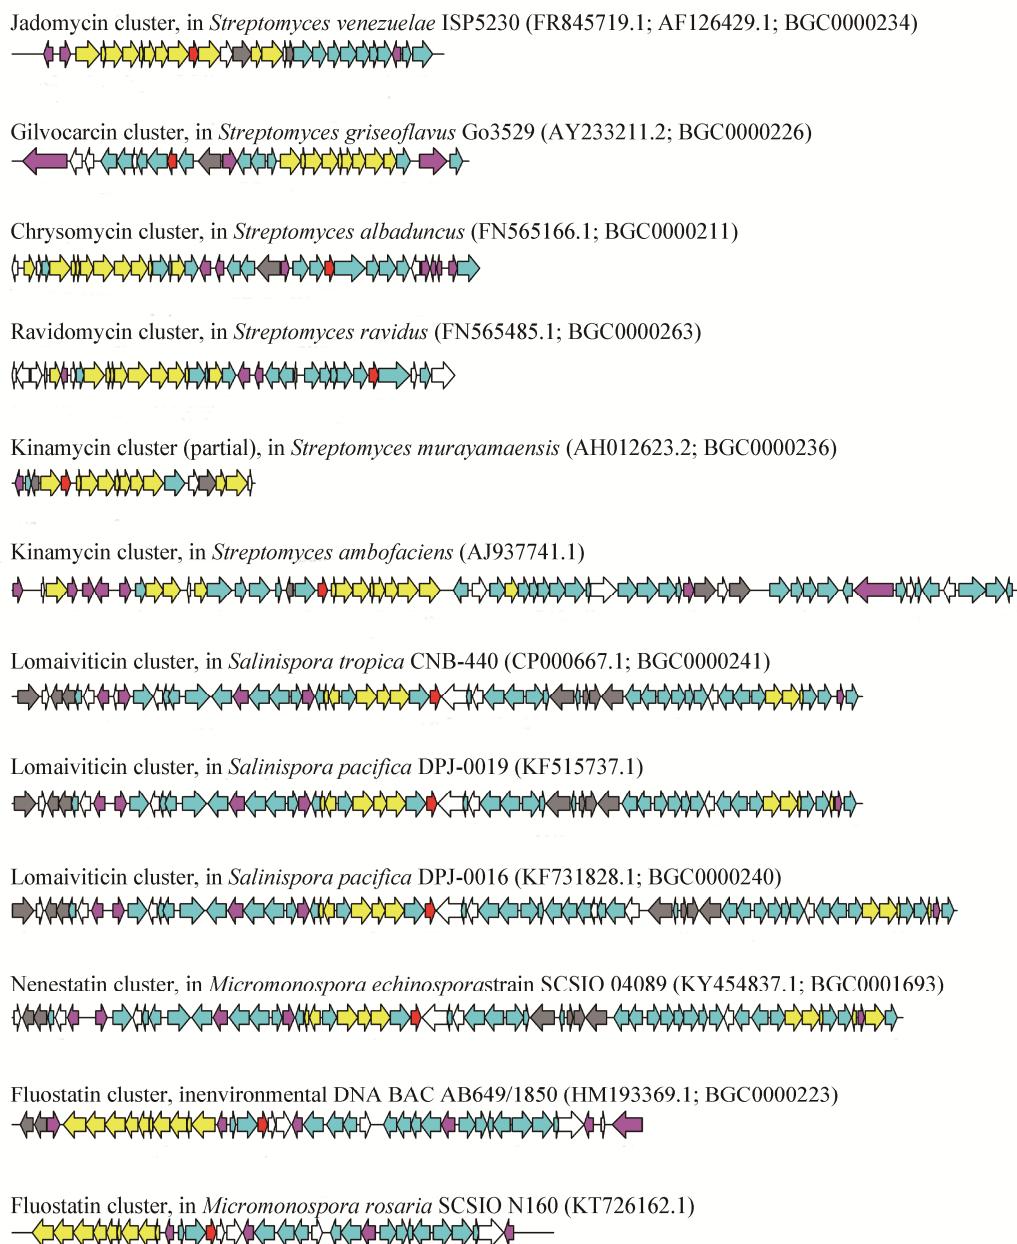 Jadomycin cluster, in Streptomyces venezuelae ISP5230 (FR845719.1; AF126429.1; BGC0000234)
Gilvocarcin cluster, in Streptomyces griseoflavus Go3529 (AY233211.2; BGC0000226)
Chrysomycin cluster, in Streptomyces albaduncus (FN565166.1; BGC0000211)
Ravidomycin cluster, in Streptomyces ravidus (FN565485.1; BGC0000263)
Kinamycin cluster (partial), in Streptomyces murayamaensis (AH012623.2; BGC0000236)
Kinamycin cluster, in Streptomyces ambofaciens (AJ937741.1)
Lomaiviticin cluster, in Salinispora tropica CNB-440 (CP000667.1; BGC0000241)
Lomaiviticin cluster, in Salinispora pacifica DPJ-0019 (KF515737.1)
Lomaiviticin cluster, in Salinispora pacifica DPJ-0016 (KF731828.1; BGC0000240)
Nenestatin cluster, in Micromonospora echinosporastrain SCSIO 04089 (KY454837.1; BGC0001693)
Fluostatin cluster, inenvironmental DNA BAC AB649/1850 (HM193369.1; BGC0000223)
Fluostatin cluster, in Micromonospora rosaria SCSIO N160 (KT726162.1)